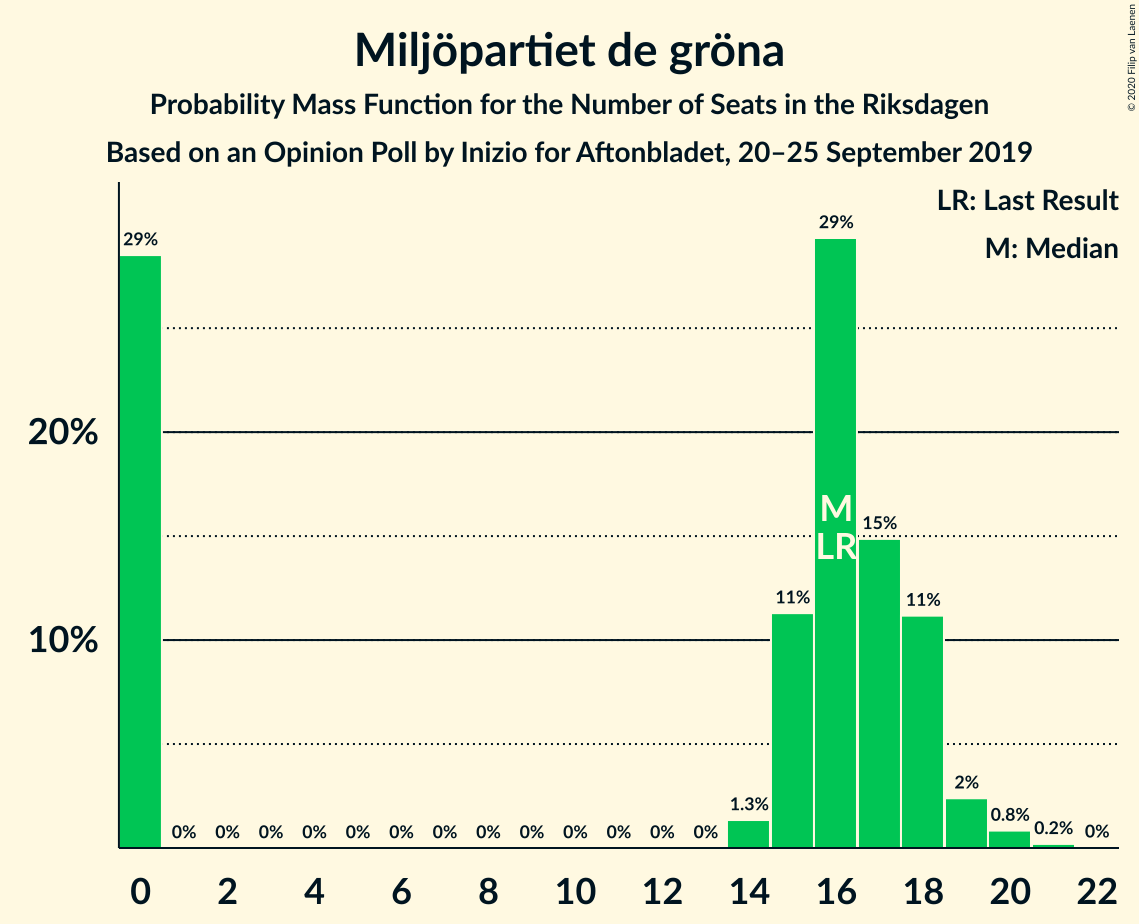 Miljöpartiet de gröna
Probability Mass Function for the Number of Seats in the Riksdagen
Based on an Opinion Poll by Inizio for Aftonbladet, 20–25 September 2019
© 2020 Filip van Laenen
LR: Last Result
M: Median
20%
10%
29%
0%
0%
0%
0%
0%
0%
0%
0%
0%
0%
0%
0%
0%
1.3%
11%
29%
15%
11%
2%
0.8%
0.2%
0%
M
LR
0 2 4 6 8 10 12 14 16 18 20 22